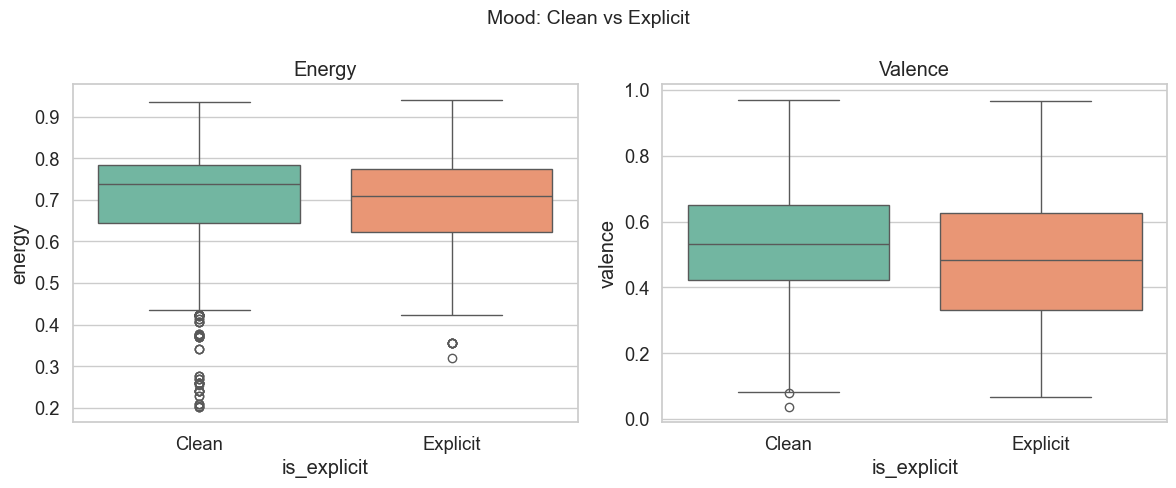 Mood: Clean vs Explicit
Energy
energy
0.9
0.8
0.7
0.6
0.5
0.4
0.3
0.2
Clean
Explicit
is_explicit
Valence
valence
1.0
0.8
0.6
0.4
0.2
0.0
Clean
Explicit
is_explicit